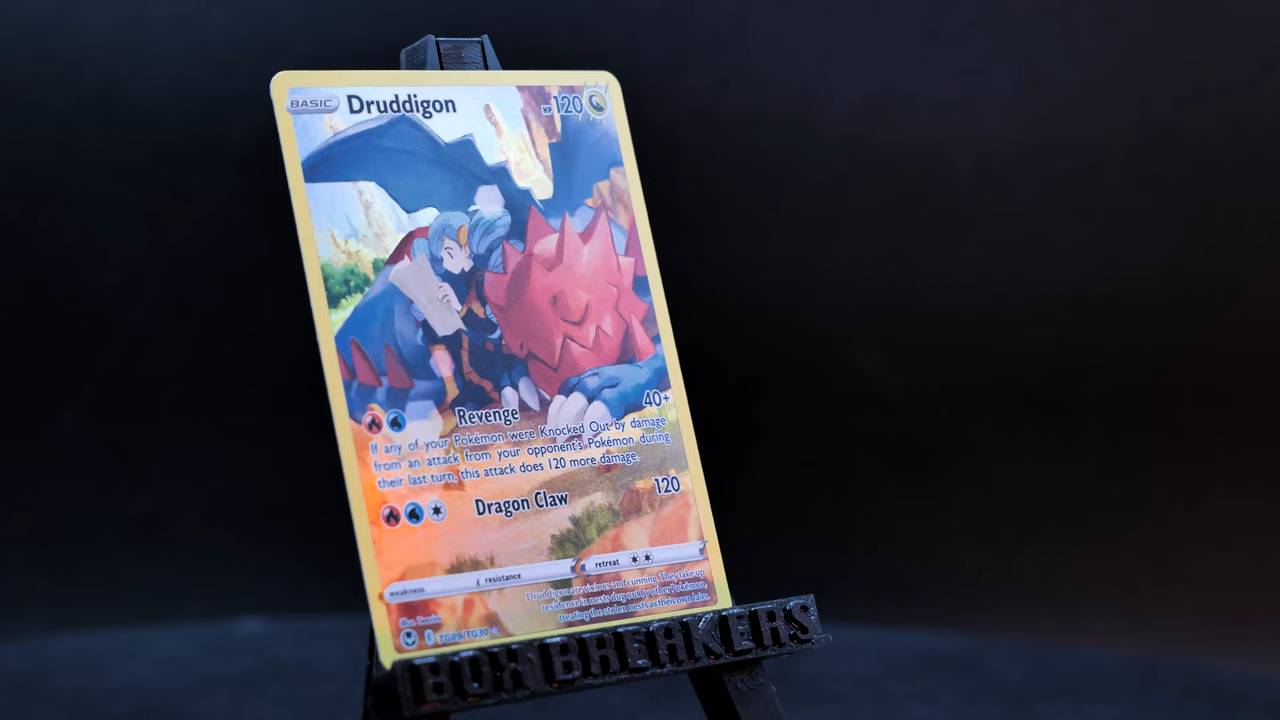 BASIC Druddigon HP 120
Revenge 40+
If any of your Pokémon were Knocked Out by damage
from an attack from your opponent's Pokémon during
their last turn, this attack does 120 more damage.
Dragon Claw 120
weakness resistance retreat
Druddigon are vicious and cunning. They take up
residence in nests dug out by other Pokémon,
treating the stolen nests as their own lairs.
Illus.
TG09/TG30
BOX BREAKERS